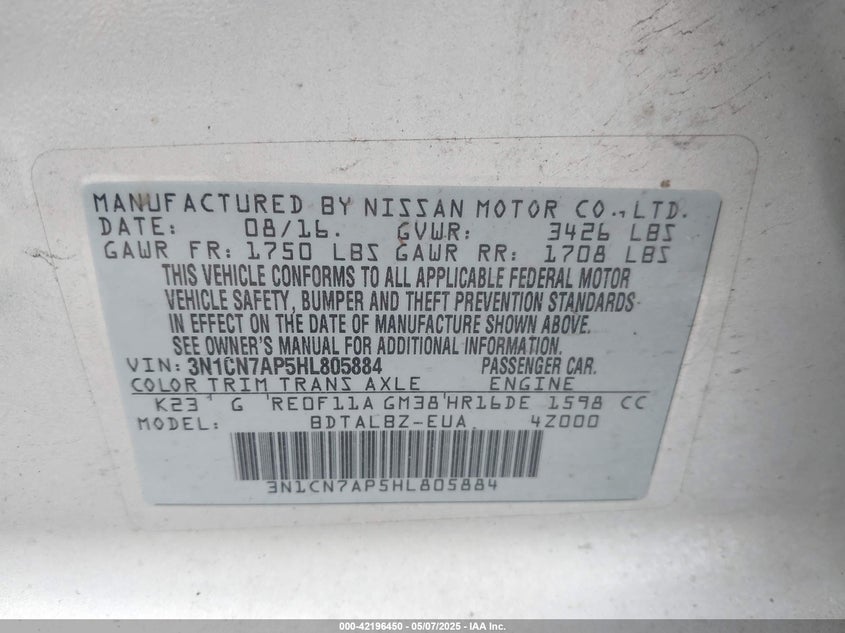 MANUFACTURED BY NISSAN MOTOR CO., LTD.
DATE: 08/16. GVWR: 3426 LBS
GAWR FR: 1750 LBS GAWR RR: 1708 LBS
THIS VEHICLE CONFORMS TO ALL APPLICABLE FEDERAL MOTOR
VEHICLE SAFETY, BUMPER AND THEFT PREVENTION STANDARDS
IN EFFECT ON THE DATE OF MANUFACTURE SHOWN ABOVE.
SEE OWNER'S MANUAL FOR ADDITIONAL INFORMATION.
VIN: 3N1CN7AP5HL805884 PASSENGER CAR.
COLOR TRIM TRANS AXLE ENGINE
K23 G RE0F11A GM38 HR16DE 1598 CC
MODEL: BDTALBZ-EUA 4Z000
3N1CN7AP5HL805884
000-42196450 - 05/07/2025 - IAA Inc.